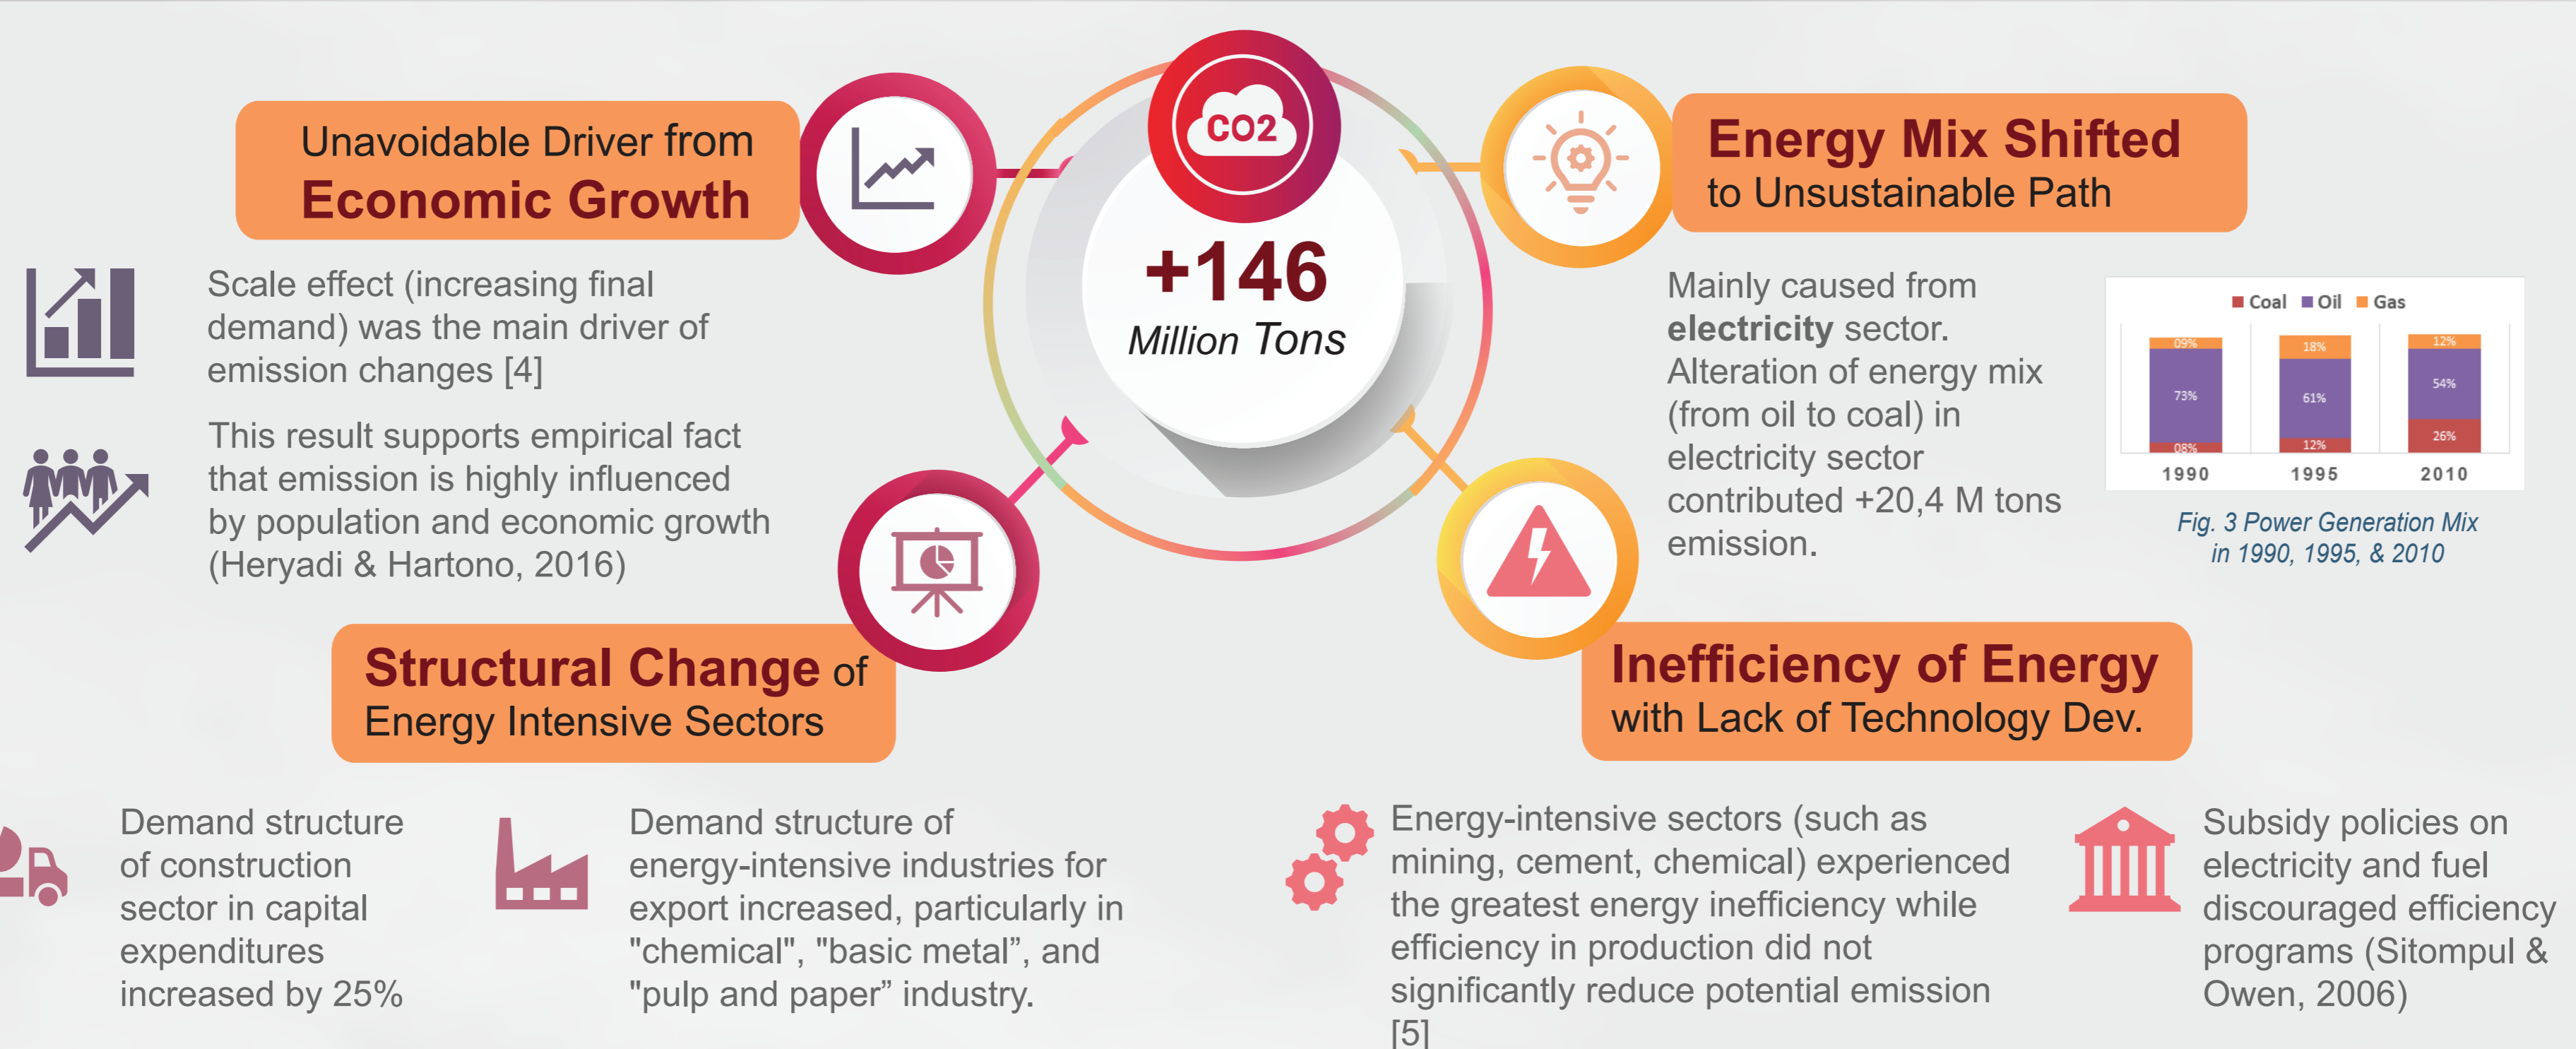 Unavoidable Driver from
Economic Growth
Scale effect (increasing final
demand) was the main driver of
emission changes [4]
This result supports empirical fact
that emission is highly influenced
by population and economic growth
(Heryadi & Hartono, 2016)
CO2
+146
Million Tons
Energy Mix Shifted
to Unsustainable Path
Mainly caused from
electricity sector.
Alteration of energy mix
(from oil to coal) in
electricity sector
contributed +20,4 M tons
emission.
Coal Oil Gas
09% 18% 12%
73% 61% 54%
08% 12% 26%
1990 1995 2010
Fig. 3 Power Generation Mix
in 1990, 1995, & 2010
Structural Change of
Energy Intensive Sectors
Demand structure
of construction
sector in capital
expenditures
increased by 25%
Demand structure of
energy-intensive industries for
export increased, particularly in
"chemical", "basic metal”, and
"pulp and paper” industry.
Inefficiency of Energy
with Lack of Technology Dev.
Energy-intensive sectors (such as
mining, cement, chemical) experienced
the greatest energy inefficiency while
efficiency in production did not
significantly reduce potential emission
[5]
Subsidy policies on
electricity and fuel
discouraged efficiency
programs (Sitompul &
Owen, 2006)